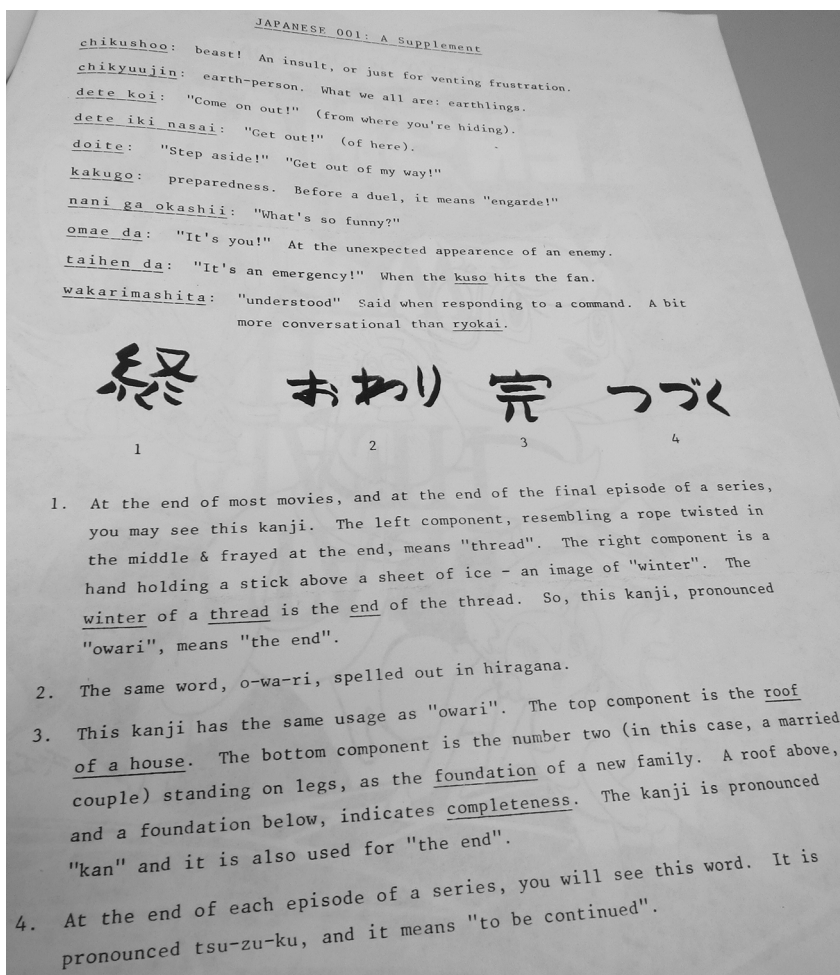 JAPANESE 001: A Supplement
chikushoo: beast! An insult, or just for venting frustration.
chikyuujin: earth-person. What we all are: earthlings.
dete koi: "Come on out!" (from where you're hiding).
dete iki nasai: "Get out!" (of here).
doite: "Step aside!" "Get out of my way!"
kakugo: preparedness. Before a duel, it means "engarde!"
nani ga okashii: "What's so funny?"
omae da: "It's you!" At the unexpected appearence of an enemy.
taihen da: "It's an emergency!" When the kuso hits the fan.
wakarimashita: "understood" Said when responding to a command. A bit
more conversational than ryokai.
終 おわり 完 つづく
1 2 3 4
1. At the end of most movies, and at the end of the final episode of a series,
you may see this kanji. The left component, resembling a rope twisted in
the middle & frayed at the end, means "thread". The right component is a
hand holding a stick above a sheet of ice - an image of "winter". The
winter of a thread is the end of the thread. So, this kanji, pronounced
"owari", means "the end".
2. The same word, o-wa-ri, spelled out in hiragana.
3. This kanji has the same usage as "owari". The top component is the roof
of a house. The bottom component is the number two (in this case, a married
couple) standing on legs, as the foundation of a new family. A roof above,
and a foundation below, indicates completeness. The kanji is pronounced
"kan" and it is also used for "the end".
4. At the end of each episode of a series, you will see this word. It is
pronounced tsu-zu-ku, and it means "to be continued".